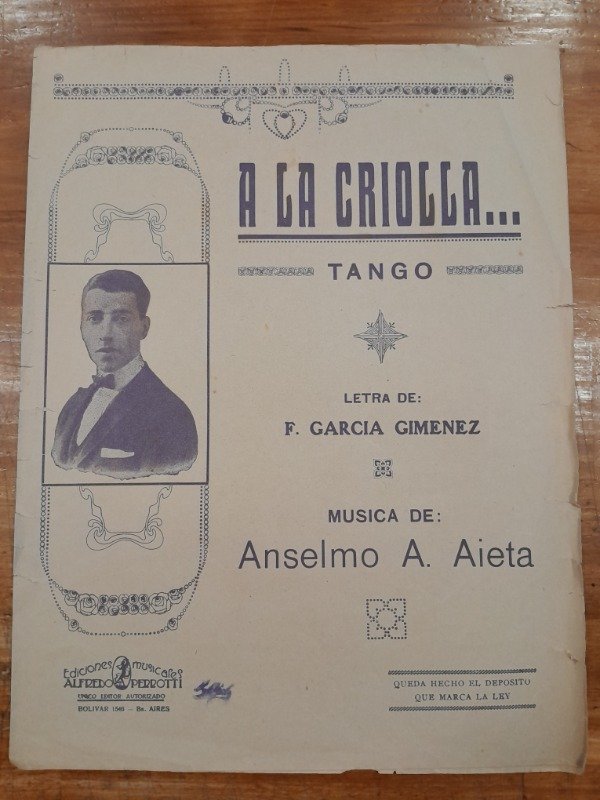 A LA CRIOLLA...
TANGO
LETRA DE:
F. GARCIA GIMENEZ
MUSICA DE:
Anselmo A. Aieta
Ediciones musicales
ALFREDO PERROTTI
UNICO EDITOR AUTORIZADO
BOLIVAR 1540 — Bs. AIRES
QUEDA HECHO EL DEPOSITO
QUE MARCA LA LEY